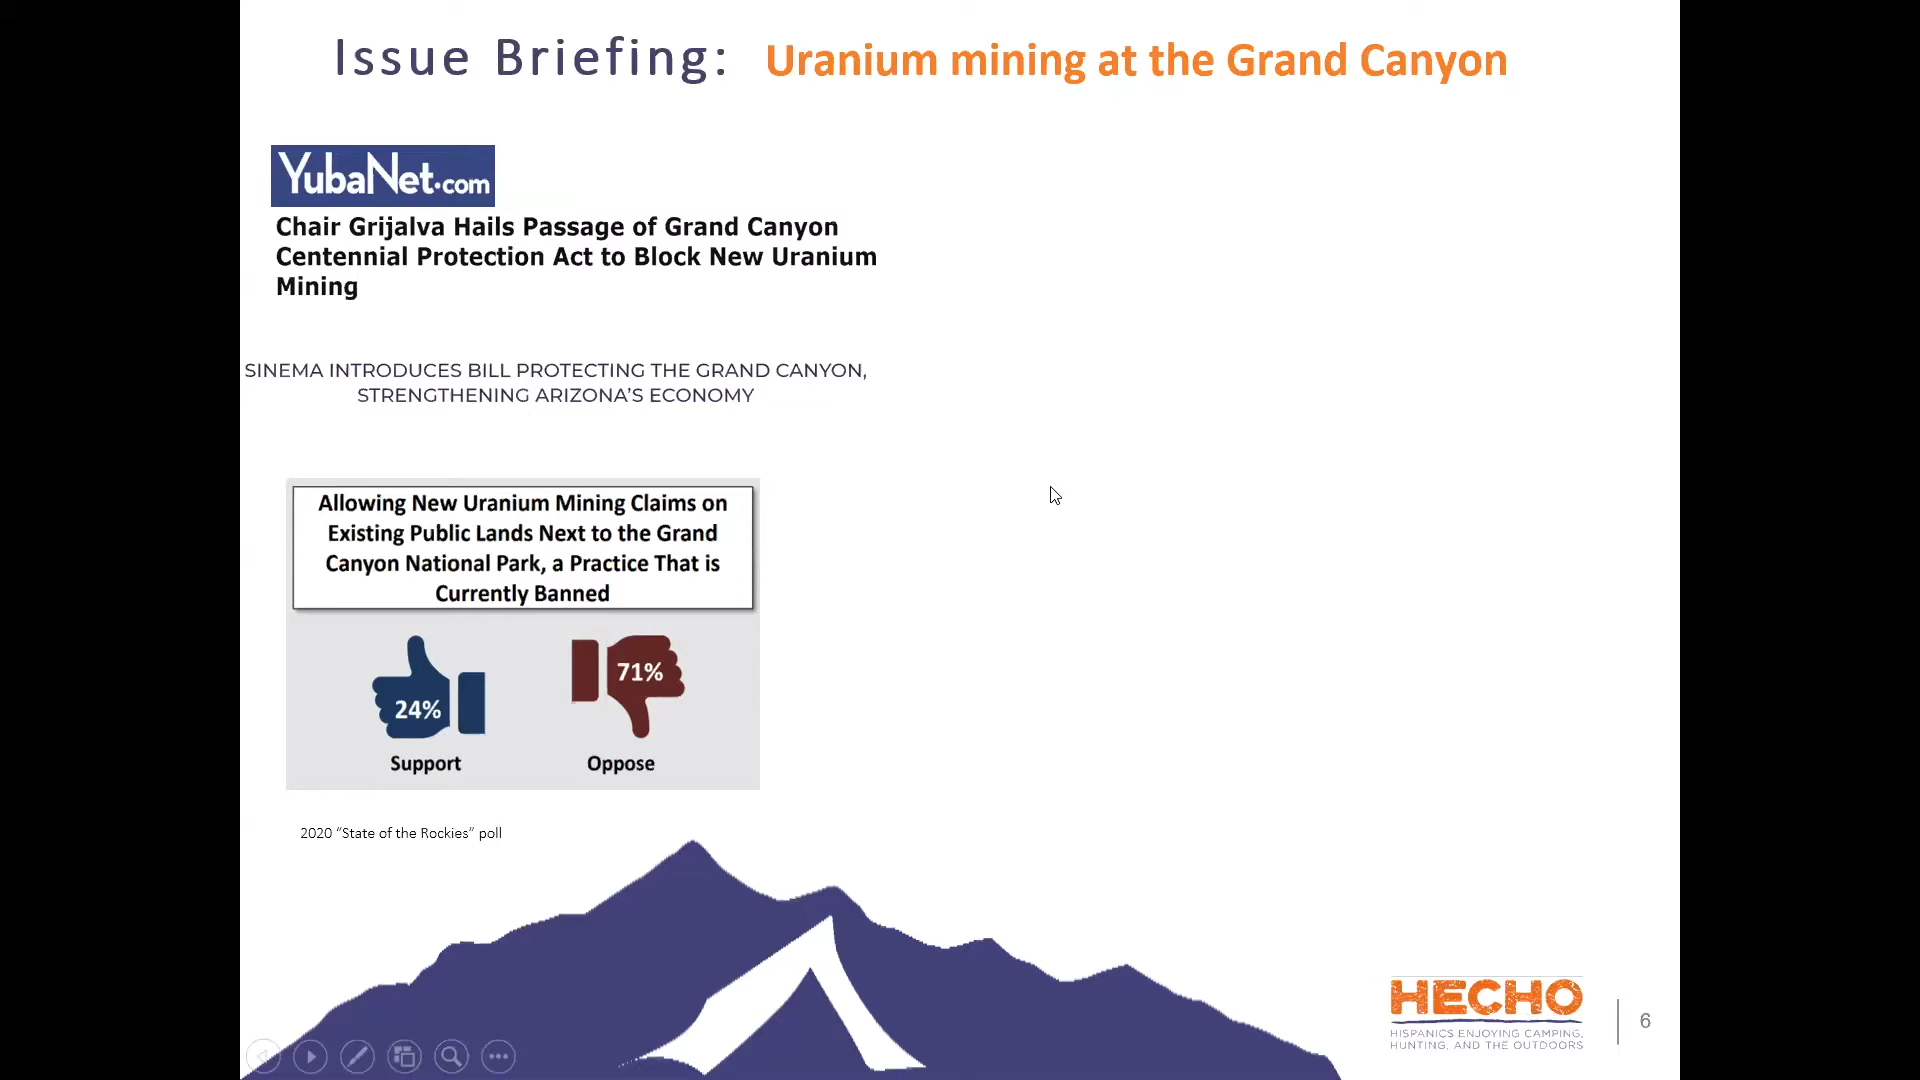 Issue Briefing: Uranium mining at the Grand Canyon
YubaNet.com
Chair Grijalva Hails Passage of Grand Canyon
Centennial Protection Act to Block New Uranium
Mining
SINEMA INTRODUCES BILL PROTECTING THE GRAND CANYON,
STRENGTHENING ARIZONA'S ECONOMY
Allowing New Uranium Mining Claims on
Existing Public Lands Next to the Grand
Canyon National Park, a Practice That is
Currently Banned
24%
71%
Support
Oppose
2020 “State of the Rockies” poll
HECHO
HISPANICS ENJOYING CAMPING,
HUNTING, AND THE OUTDOORS
6